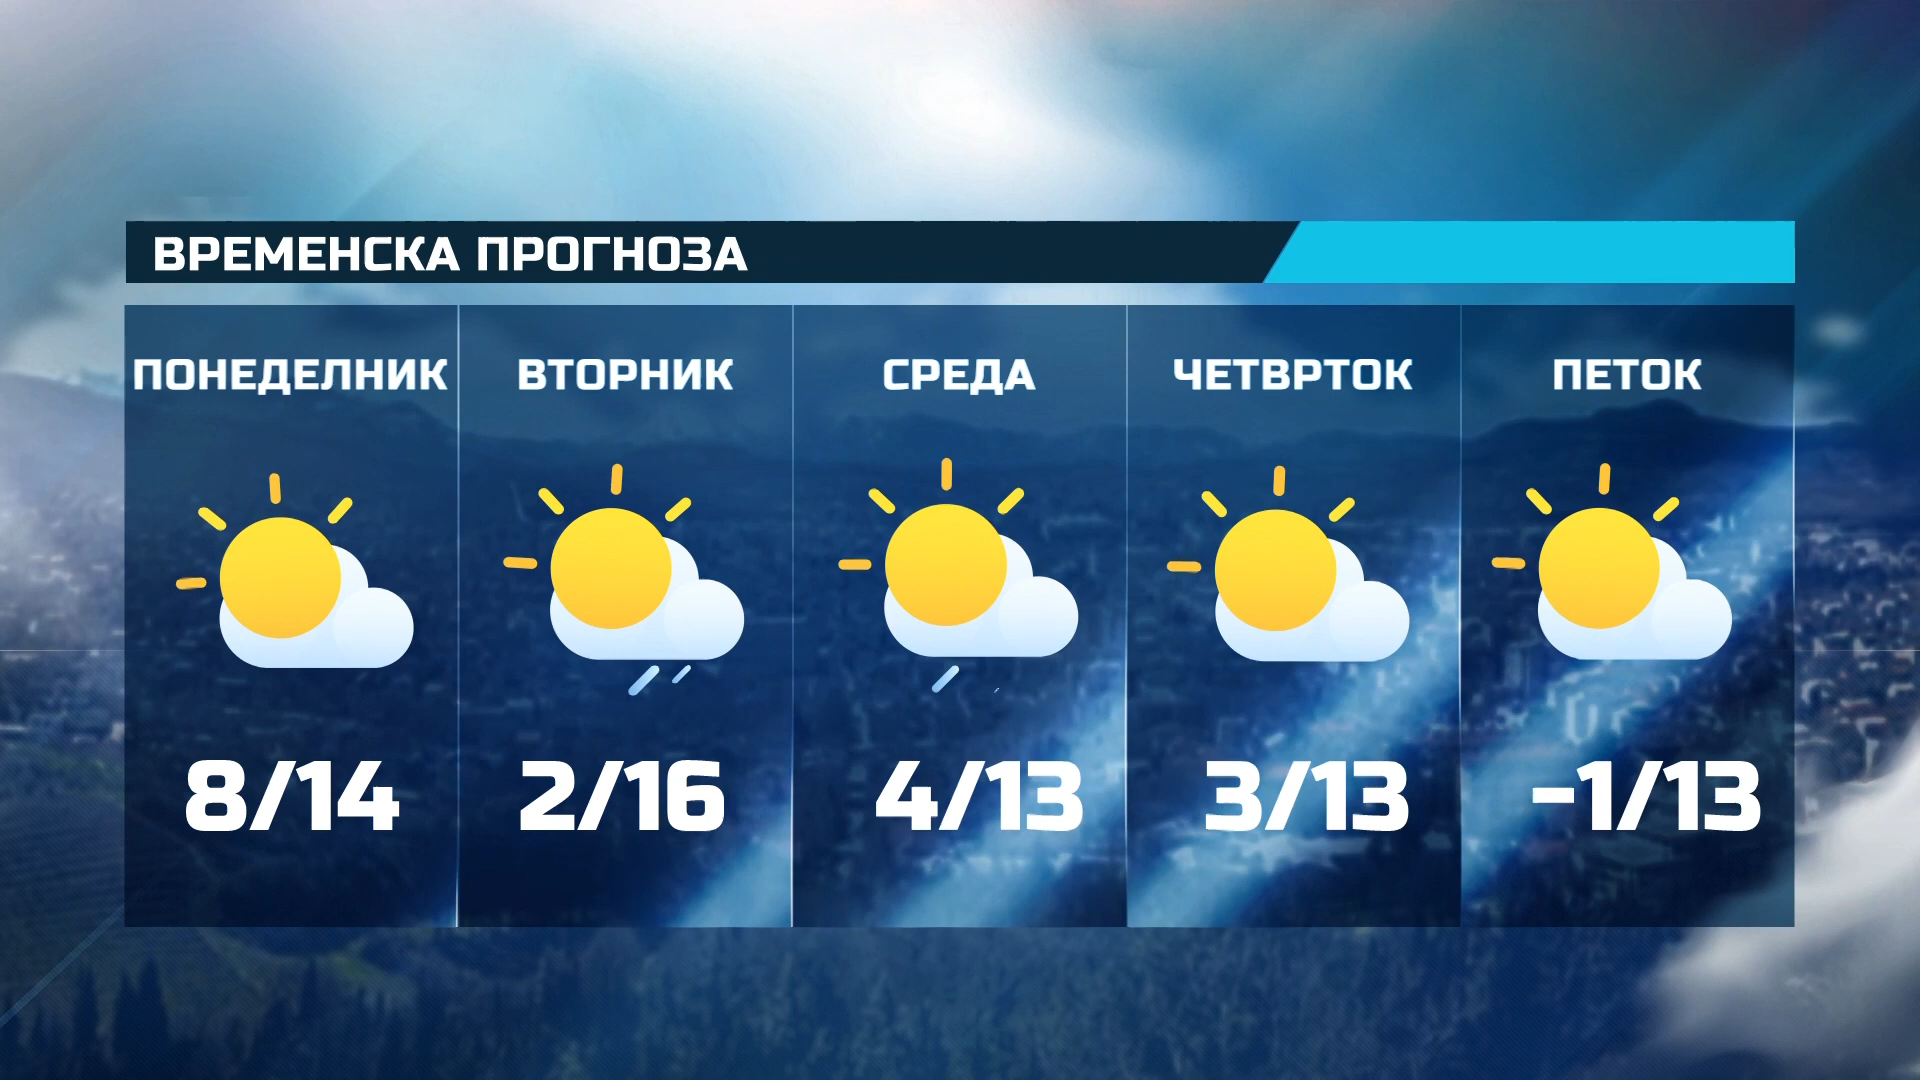 ВРЕМЕНСКА ПРОГНОЗА
ПОНЕДЕЛНИК ВТОРНИК СРЕДА ЧЕТВРТОК ПЕТОК
8/14 2/16 4/13 3/13 -1/13